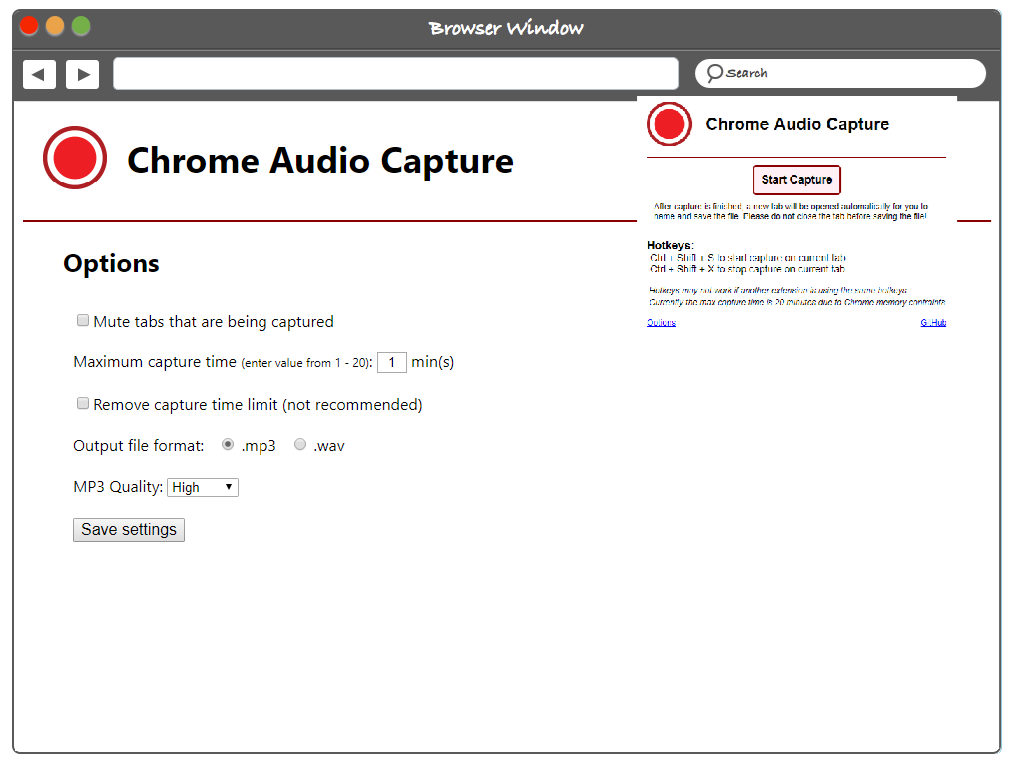 Browser Window
Search
Chrome Audio Capture
Options
Mute tabs that are being captured
Maximum capture time (enter value from 1 - 20): 1 min(s)
Remove capture time limit (not recommended)
Output file format: .mp3 .wav
MP3 Quality: High
Save settings
Chrome Audio Capture
Start Capture
After capture is finished, a new tab will be opened automatically for you to
name and save the file. Please do not close the tab before saving the file!
Hotkeys:
Ctrl + Shift + S to start capture on current tab
Ctrl + Shift + X to stop capture on current tab
Hotkeys may not work if another extension is using the same hotkeys.
Currently the max capture time is 20 minutes due to Chrome memory contraints.
Options
GitHub